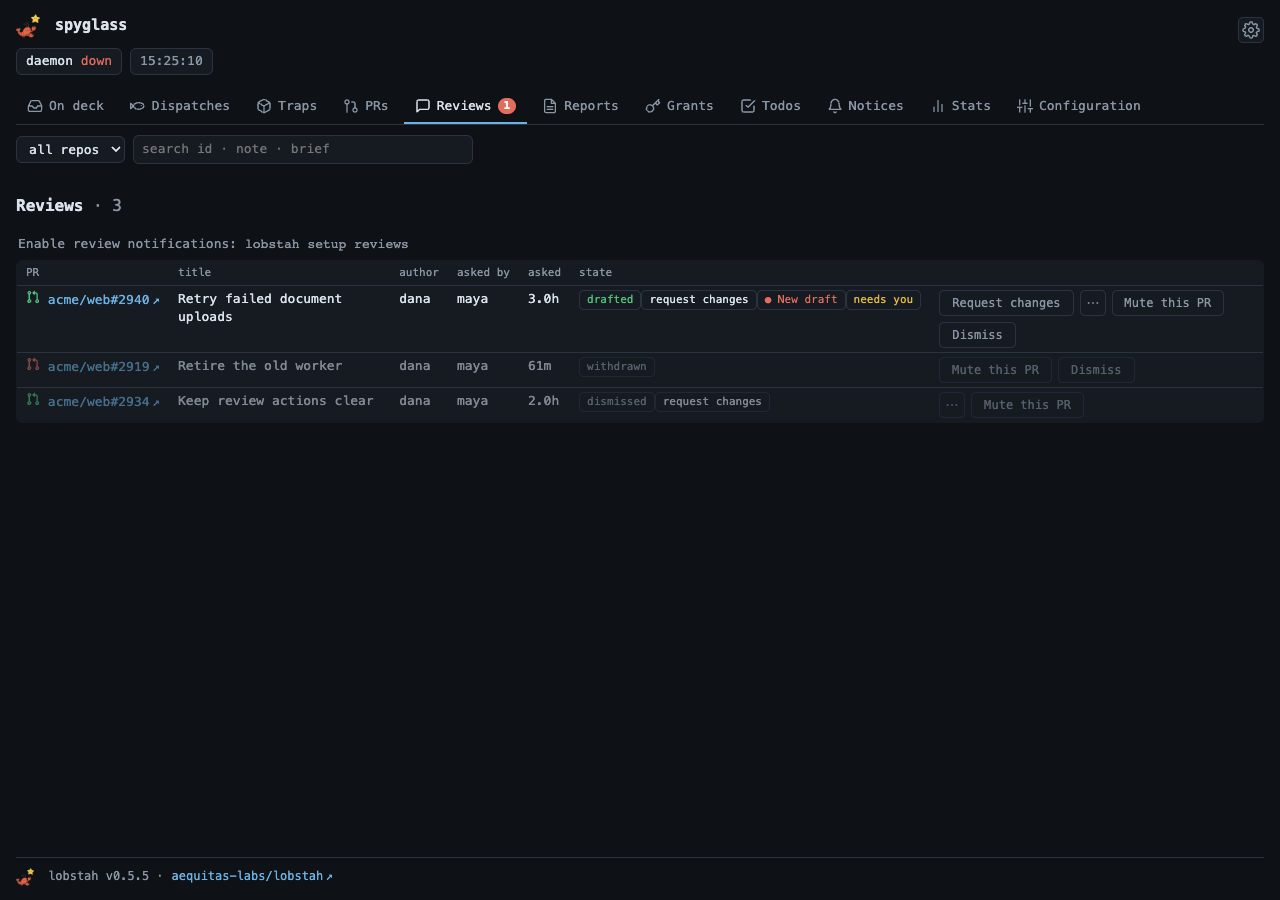 spyglass
daemon down 15:25:10
On deck Dispatches Traps PRs Reviews 1 Reports Grants Todos Notices Stats Configuration
all repos search id · note · brief
Reviews · 3
Enable review notifications: lobstah setup reviews
PR title author asked by asked state
acme/web#2940↗ Retry failed document uploads dana maya 3.0h drafted request changes ● New draft needs you Request changes ⋯ Mute this PR
Dismiss
acme/web#2919↗ Retire the old worker dana maya 61m withdrawn Mute this PR Dismiss
acme/web#2934↗ Keep review actions clear dana maya 2.0h dismissed request changes ⋯ Mute this PR
lobstah v0.5.5 · aequitas-labs/lobstah↗